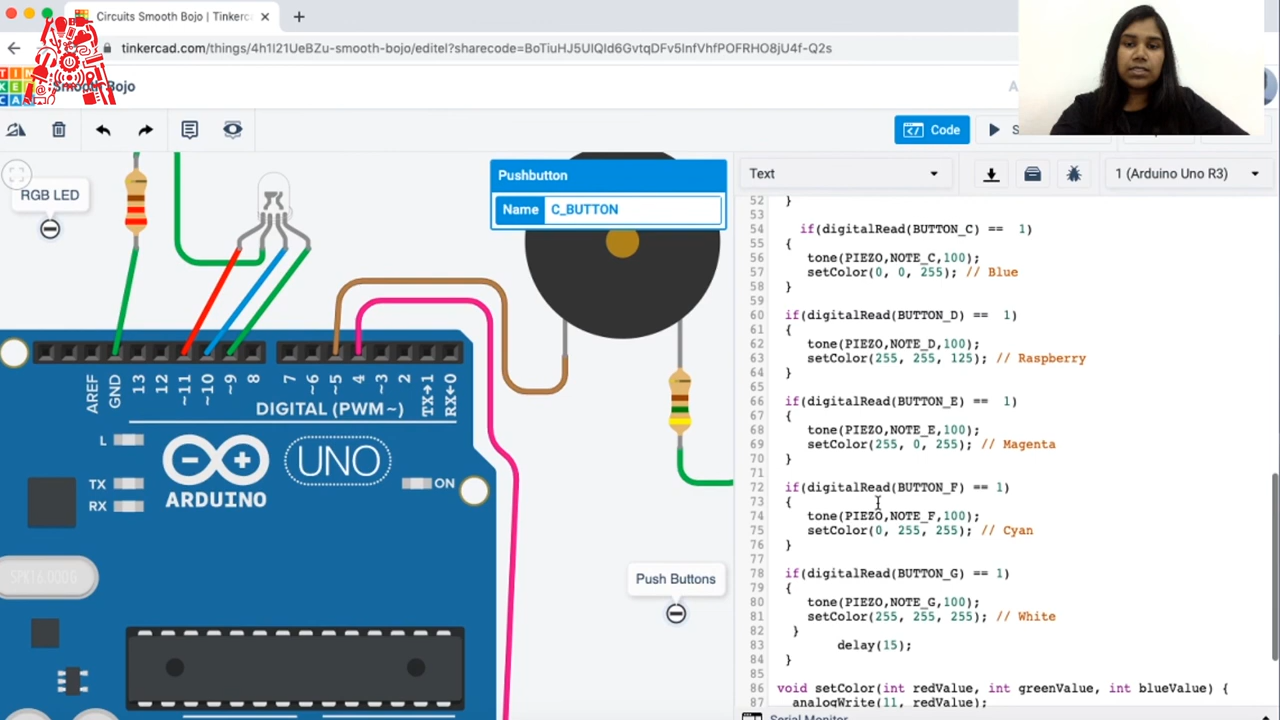 Circuits Smooth Bojo | Tinkerc
tinkercad.com/things/4h1I21UeBZu-smooth-bojo/editel?sharecode=BoTiuHJ5UIQId6GvtqDFv5InfVhfPOFRHO8jU4f-Q2s
Smooth Bojo
Code
RGB LED
Pushbutton
Name C_BUTTON
Text
1 (Arduino Uno R3)
52 }
53
54 if(digitalRead(BUTTON_C) == 1)
55 {
56 tone(PIEZO,NOTE_C,100);
57 setColor(0, 0, 255); // Blue
58 }
59
60 if(digitalRead(BUTTON_D) == 1)
61 {
62 tone(PIEZO,NOTE_D,100);
63 setColor(255, 255, 125); // Raspberry
64 }
65
66 if(digitalRead(BUTTON_E) == 1)
67 {
68 tone(PIEZO,NOTE_E,100);
69 setColor(255, 0, 255); // Magenta
70 }
71
72 if(digitalRead(BUTTON_F) == 1)
73 {
74 tone(PIEZO,NOTE_F,100);
75 setColor(0, 255, 255); // Cyan
76 }
77
78 if(digitalRead(BUTTON_G) == 1)
79 {
80 tone(PIEZO,NOTE_G,100);
81 setColor(255, 255, 255); // White
82 }
83 delay(15);
84 }
85
86 void setColor(int redValue, int greenValue, int blueValue) {
87 analogWrite(11, redValue);
Serial Monitor
AREF GND 13 12 ~11 ~10 ~9 8 7 ~6 ~5 4 ~3 2 TX→1 RX←0
DIGITAL (PWM~)
L
TX
RX
ARDUINO
UNO
ON
Push Buttons